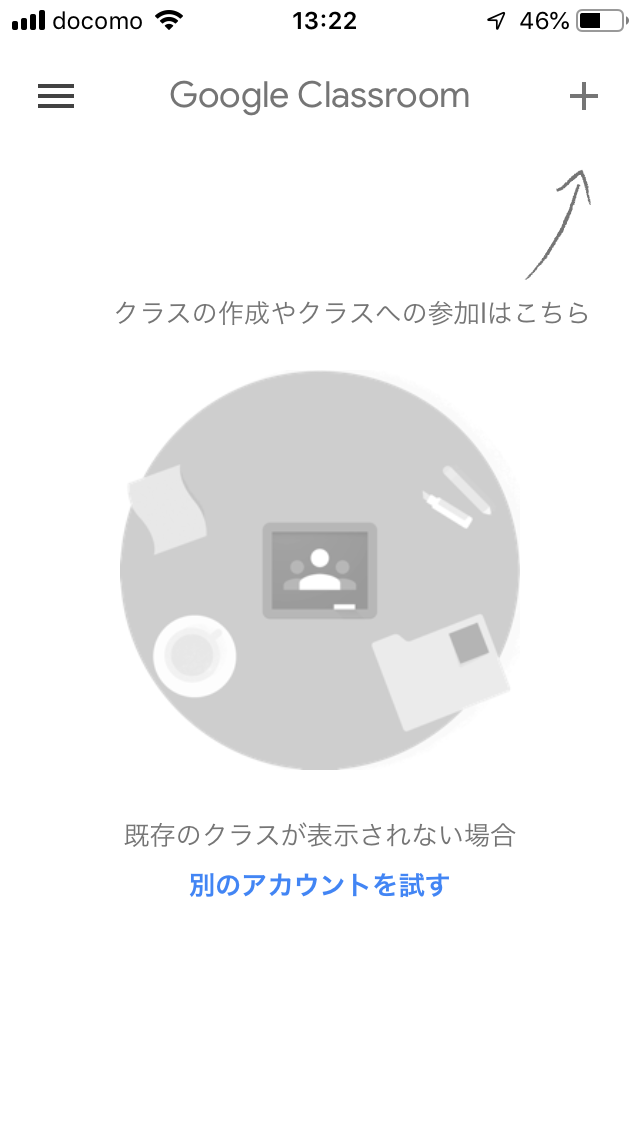 docomo 13:22 46%
Google Classroom
クラスの作成やクラスへの参加lはこちら
既存のクラスが表示されない場合
別のアカウントを試す